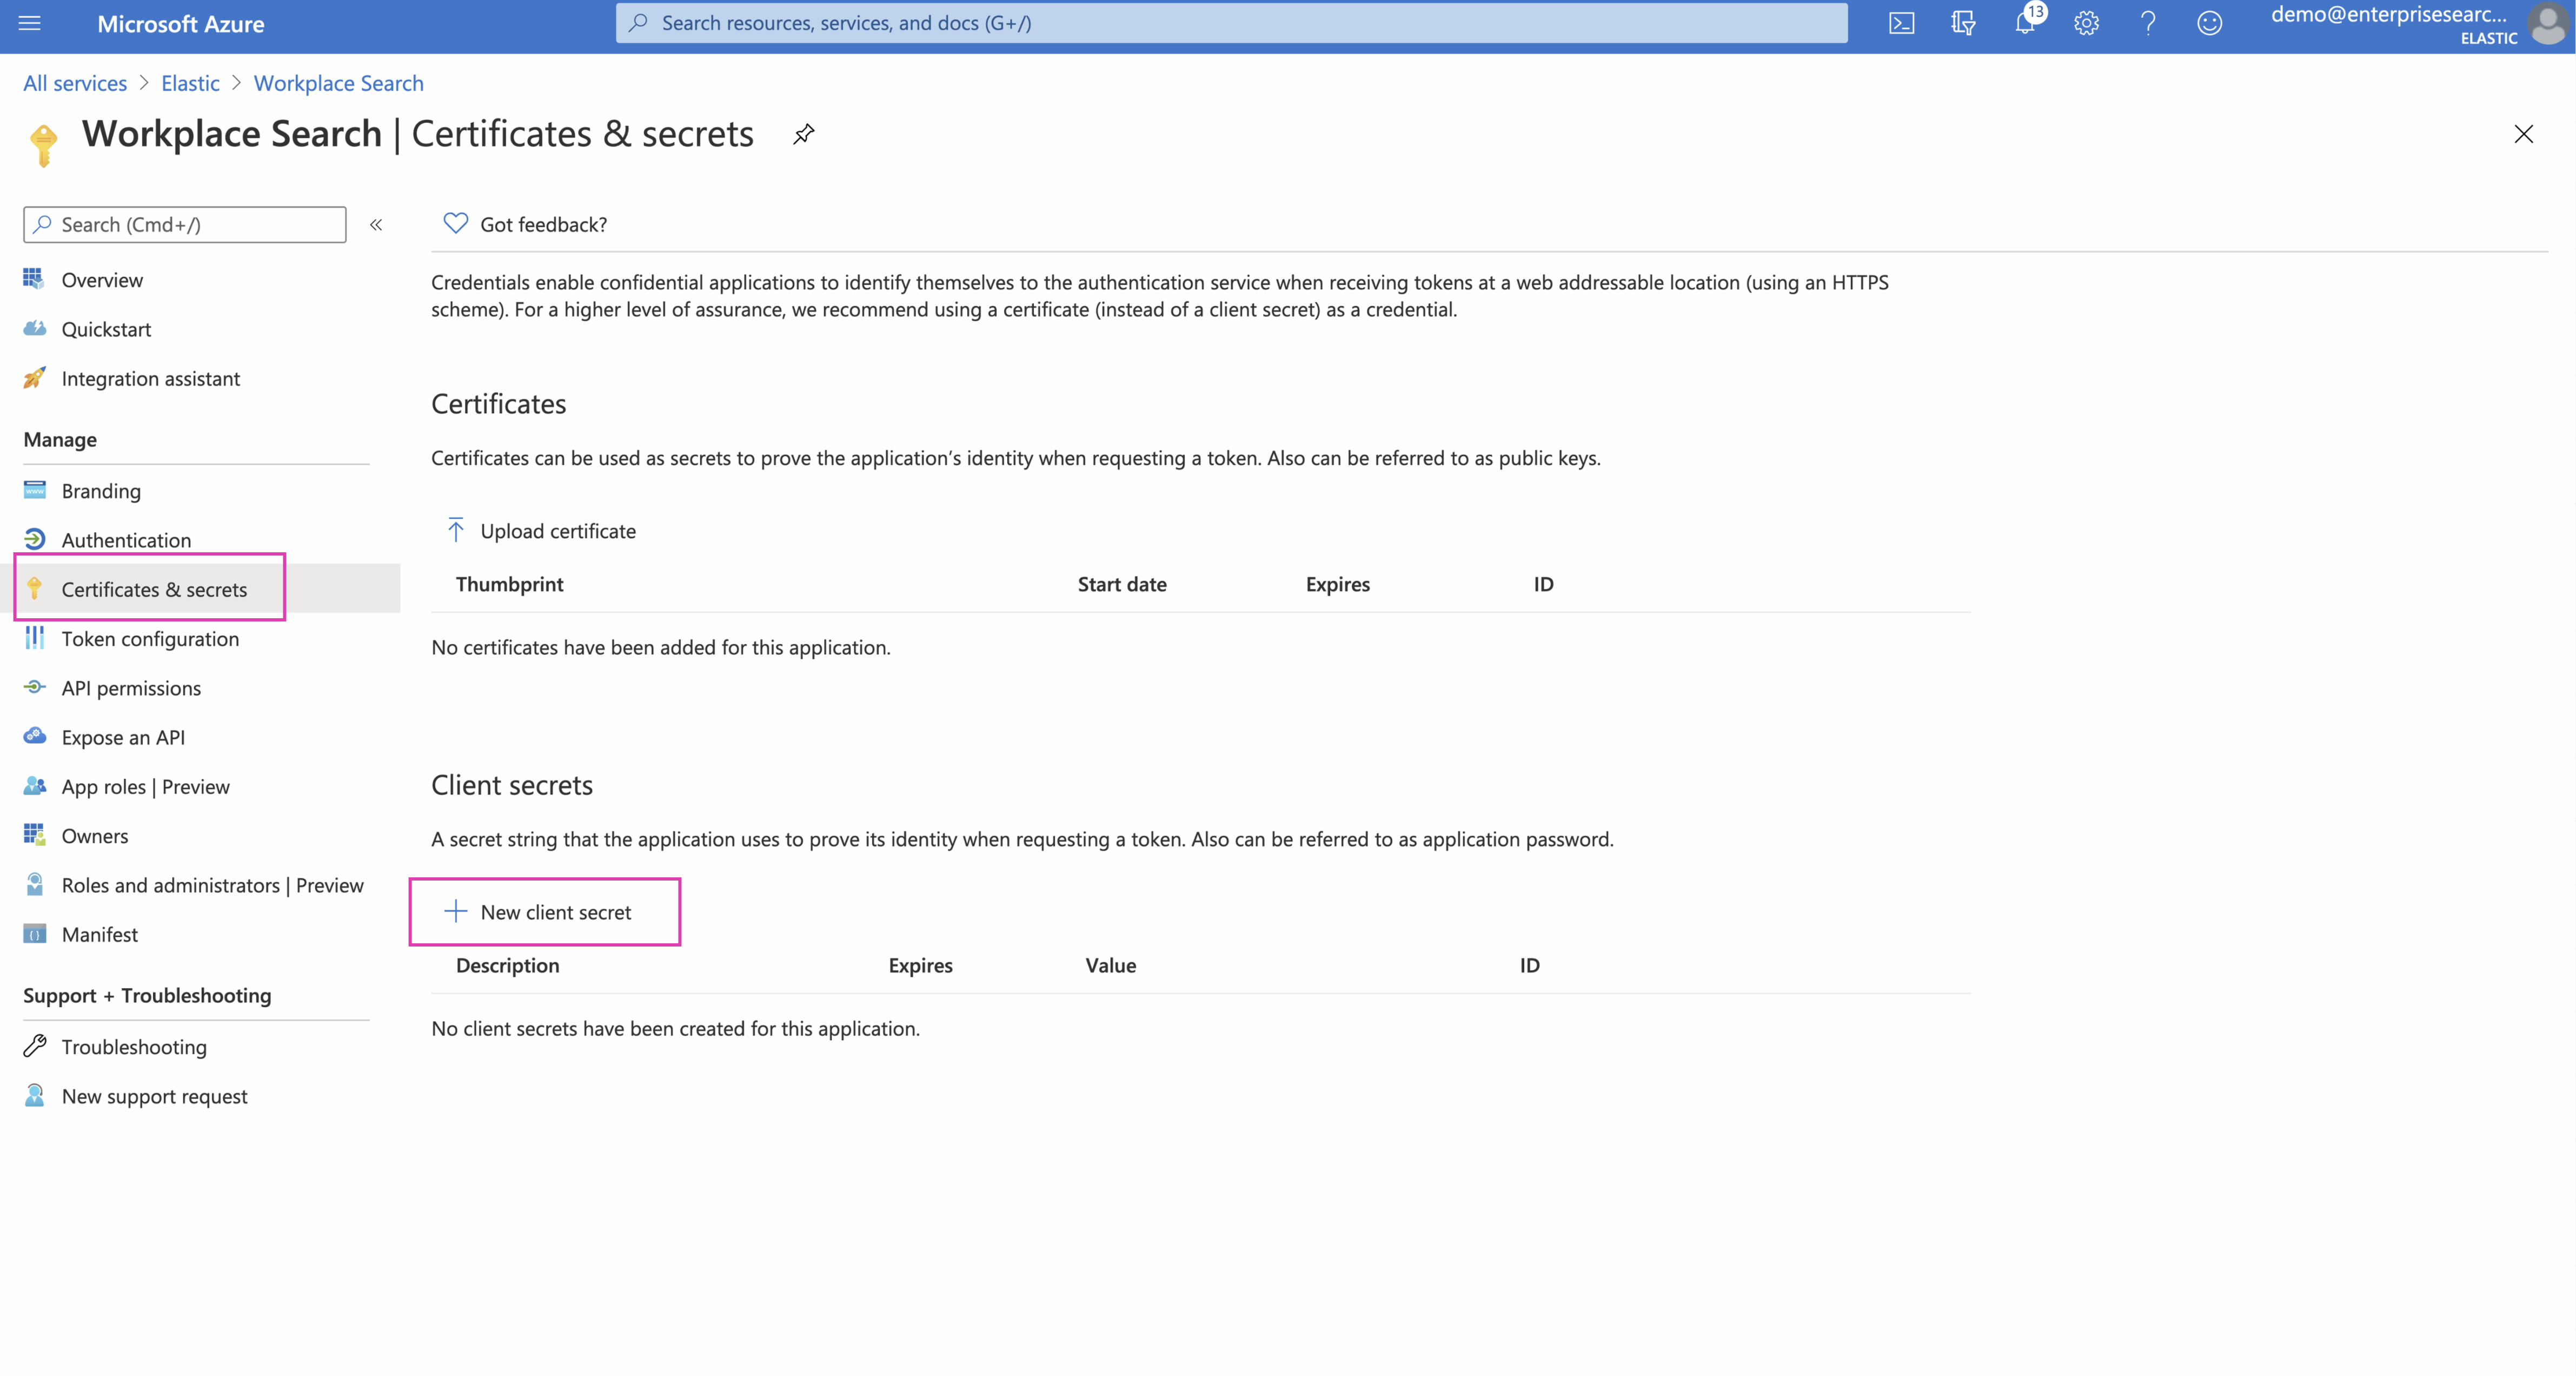 Microsoft Azure
Search resources, services, and docs (G+/)
13
demo@enterprisesearc...
ELASTIC
All services > Elastic > Workplace Search
Workplace Search | Certificates & secrets
Search (Cmd+/)
«
Overview
Quickstart
Integration assistant
Manage
Branding
Authentication
Certificates & secrets
Token configuration
API permissions
Expose an API
App roles | Preview
Owners
Roles and administrators | Preview
Manifest
Support + Troubleshooting
Troubleshooting
New support request
Got feedback?
Credentials enable confidential applications to identify themselves to the authentication service when receiving tokens at a web addressable location (using an HTTPS
scheme). For a higher level of assurance, we recommend using a certificate (instead of a client secret) as a credential.
Certificates
Certificates can be used as secrets to prove the application's identity when requesting a token. Also can be referred to as public keys.
Upload certificate
Thumbprint Start date Expires ID
No certificates have been added for this application.
Client secrets
A secret string that the application uses to prove its identity when requesting a token. Also can be referred to as application password.
New client secret
Description Expires Value ID
No client secrets have been created for this application.